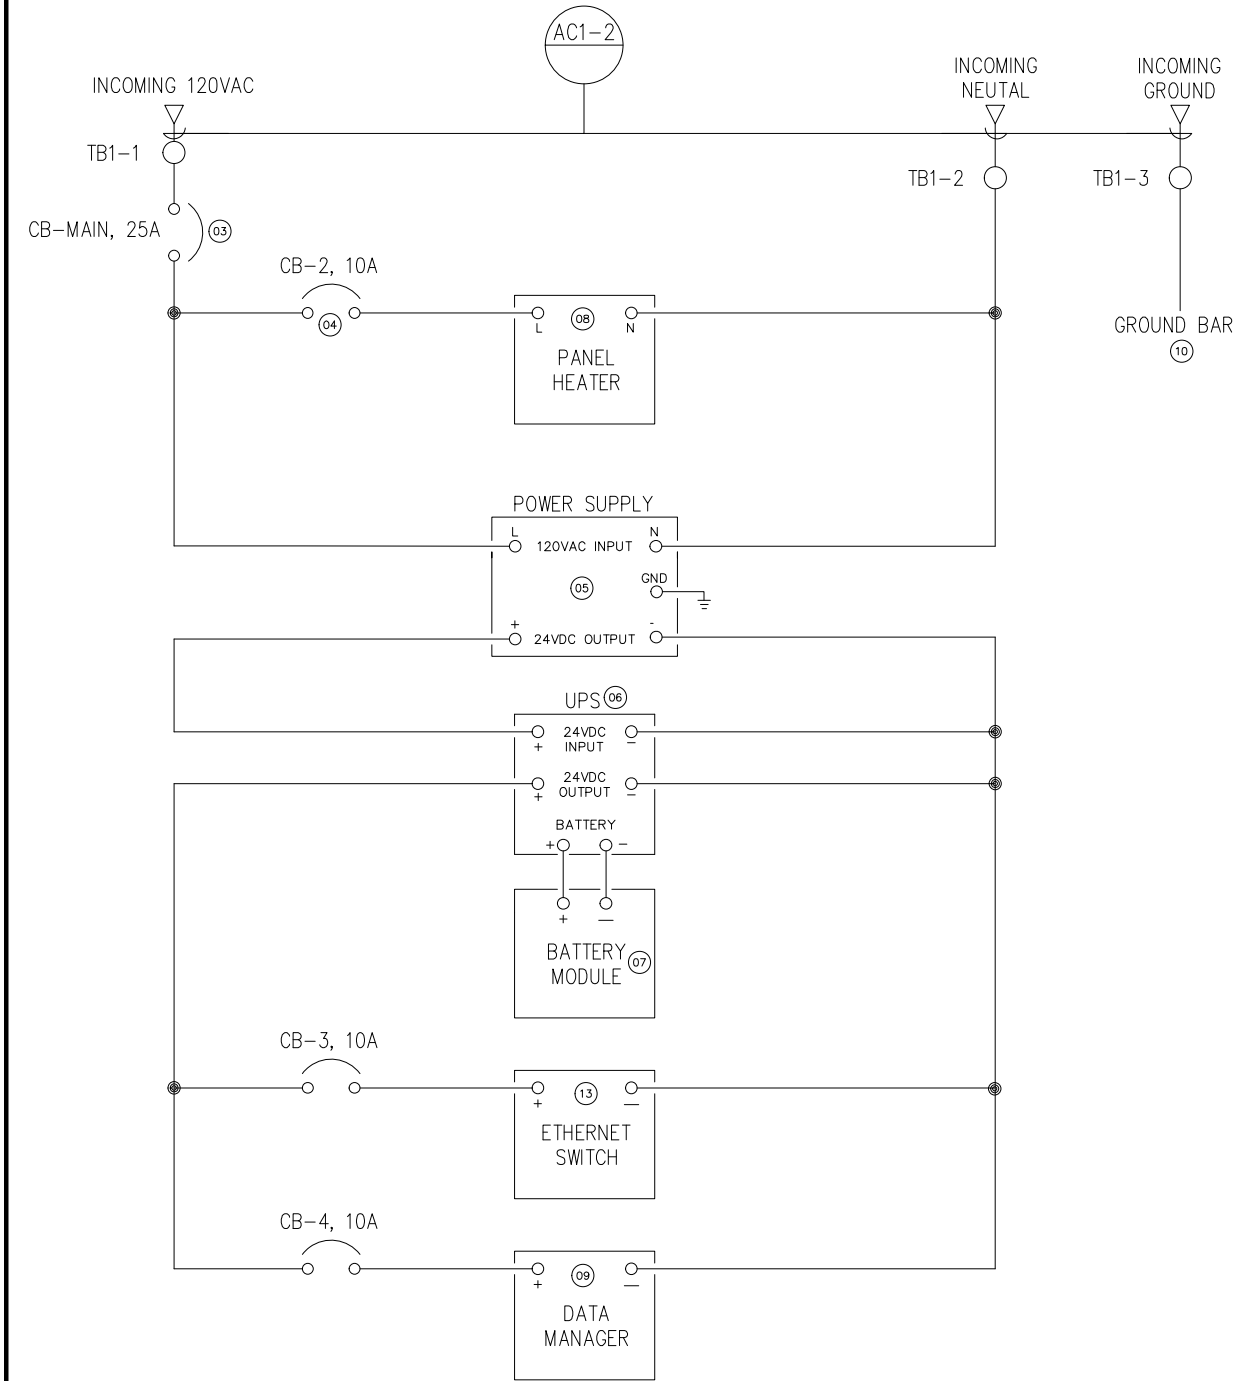 AC1-2
INCOMING 120VAC
INCOMING
NEUTAL
INCOMING
GROUND
TB1-1
TB1-2
TB1-3
CB-MAIN, 25A
03
CB-2, 10A
04
L
08
N
PANEL
HEATER
GROUND BAR
10
POWER SUPPLY
L
N
120VAC INPUT
05
GND
+
-
24VDC OUTPUT
UPS 06
24VDC
INPUT
+
-
24VDC
OUTPUT
+
-
BATTERY
+
-
+
-
BATTERY
MODULE
07
CB-3, 10A
13
+
-
ETHERNET
SWITCH
CB-4, 10A
09
+
-
DATA
MANAGER